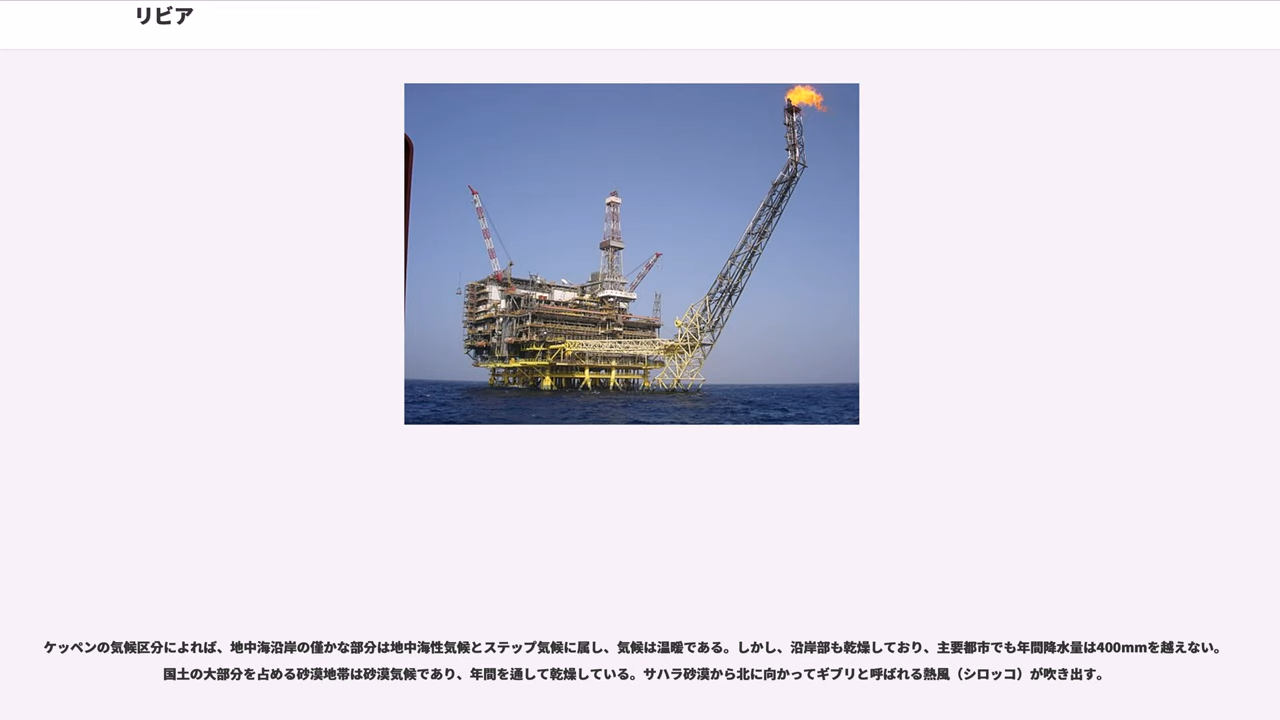 リビア
ケッペンの気候区分によれば、地中海沿岸の僅かな部分は地中海性気候とステップ気候に属し、気候は温暖である。しかし、沿岸部も乾燥しており、主要都市でも年間降水量は400mmを越えない。
国土の大部分を占める砂漠地帯は砂漠気候であり、年間を通して乾燥している。サハラ砂漠から北に向かってギブリと呼ばれる熱風（シロッコ）が吹き出す。